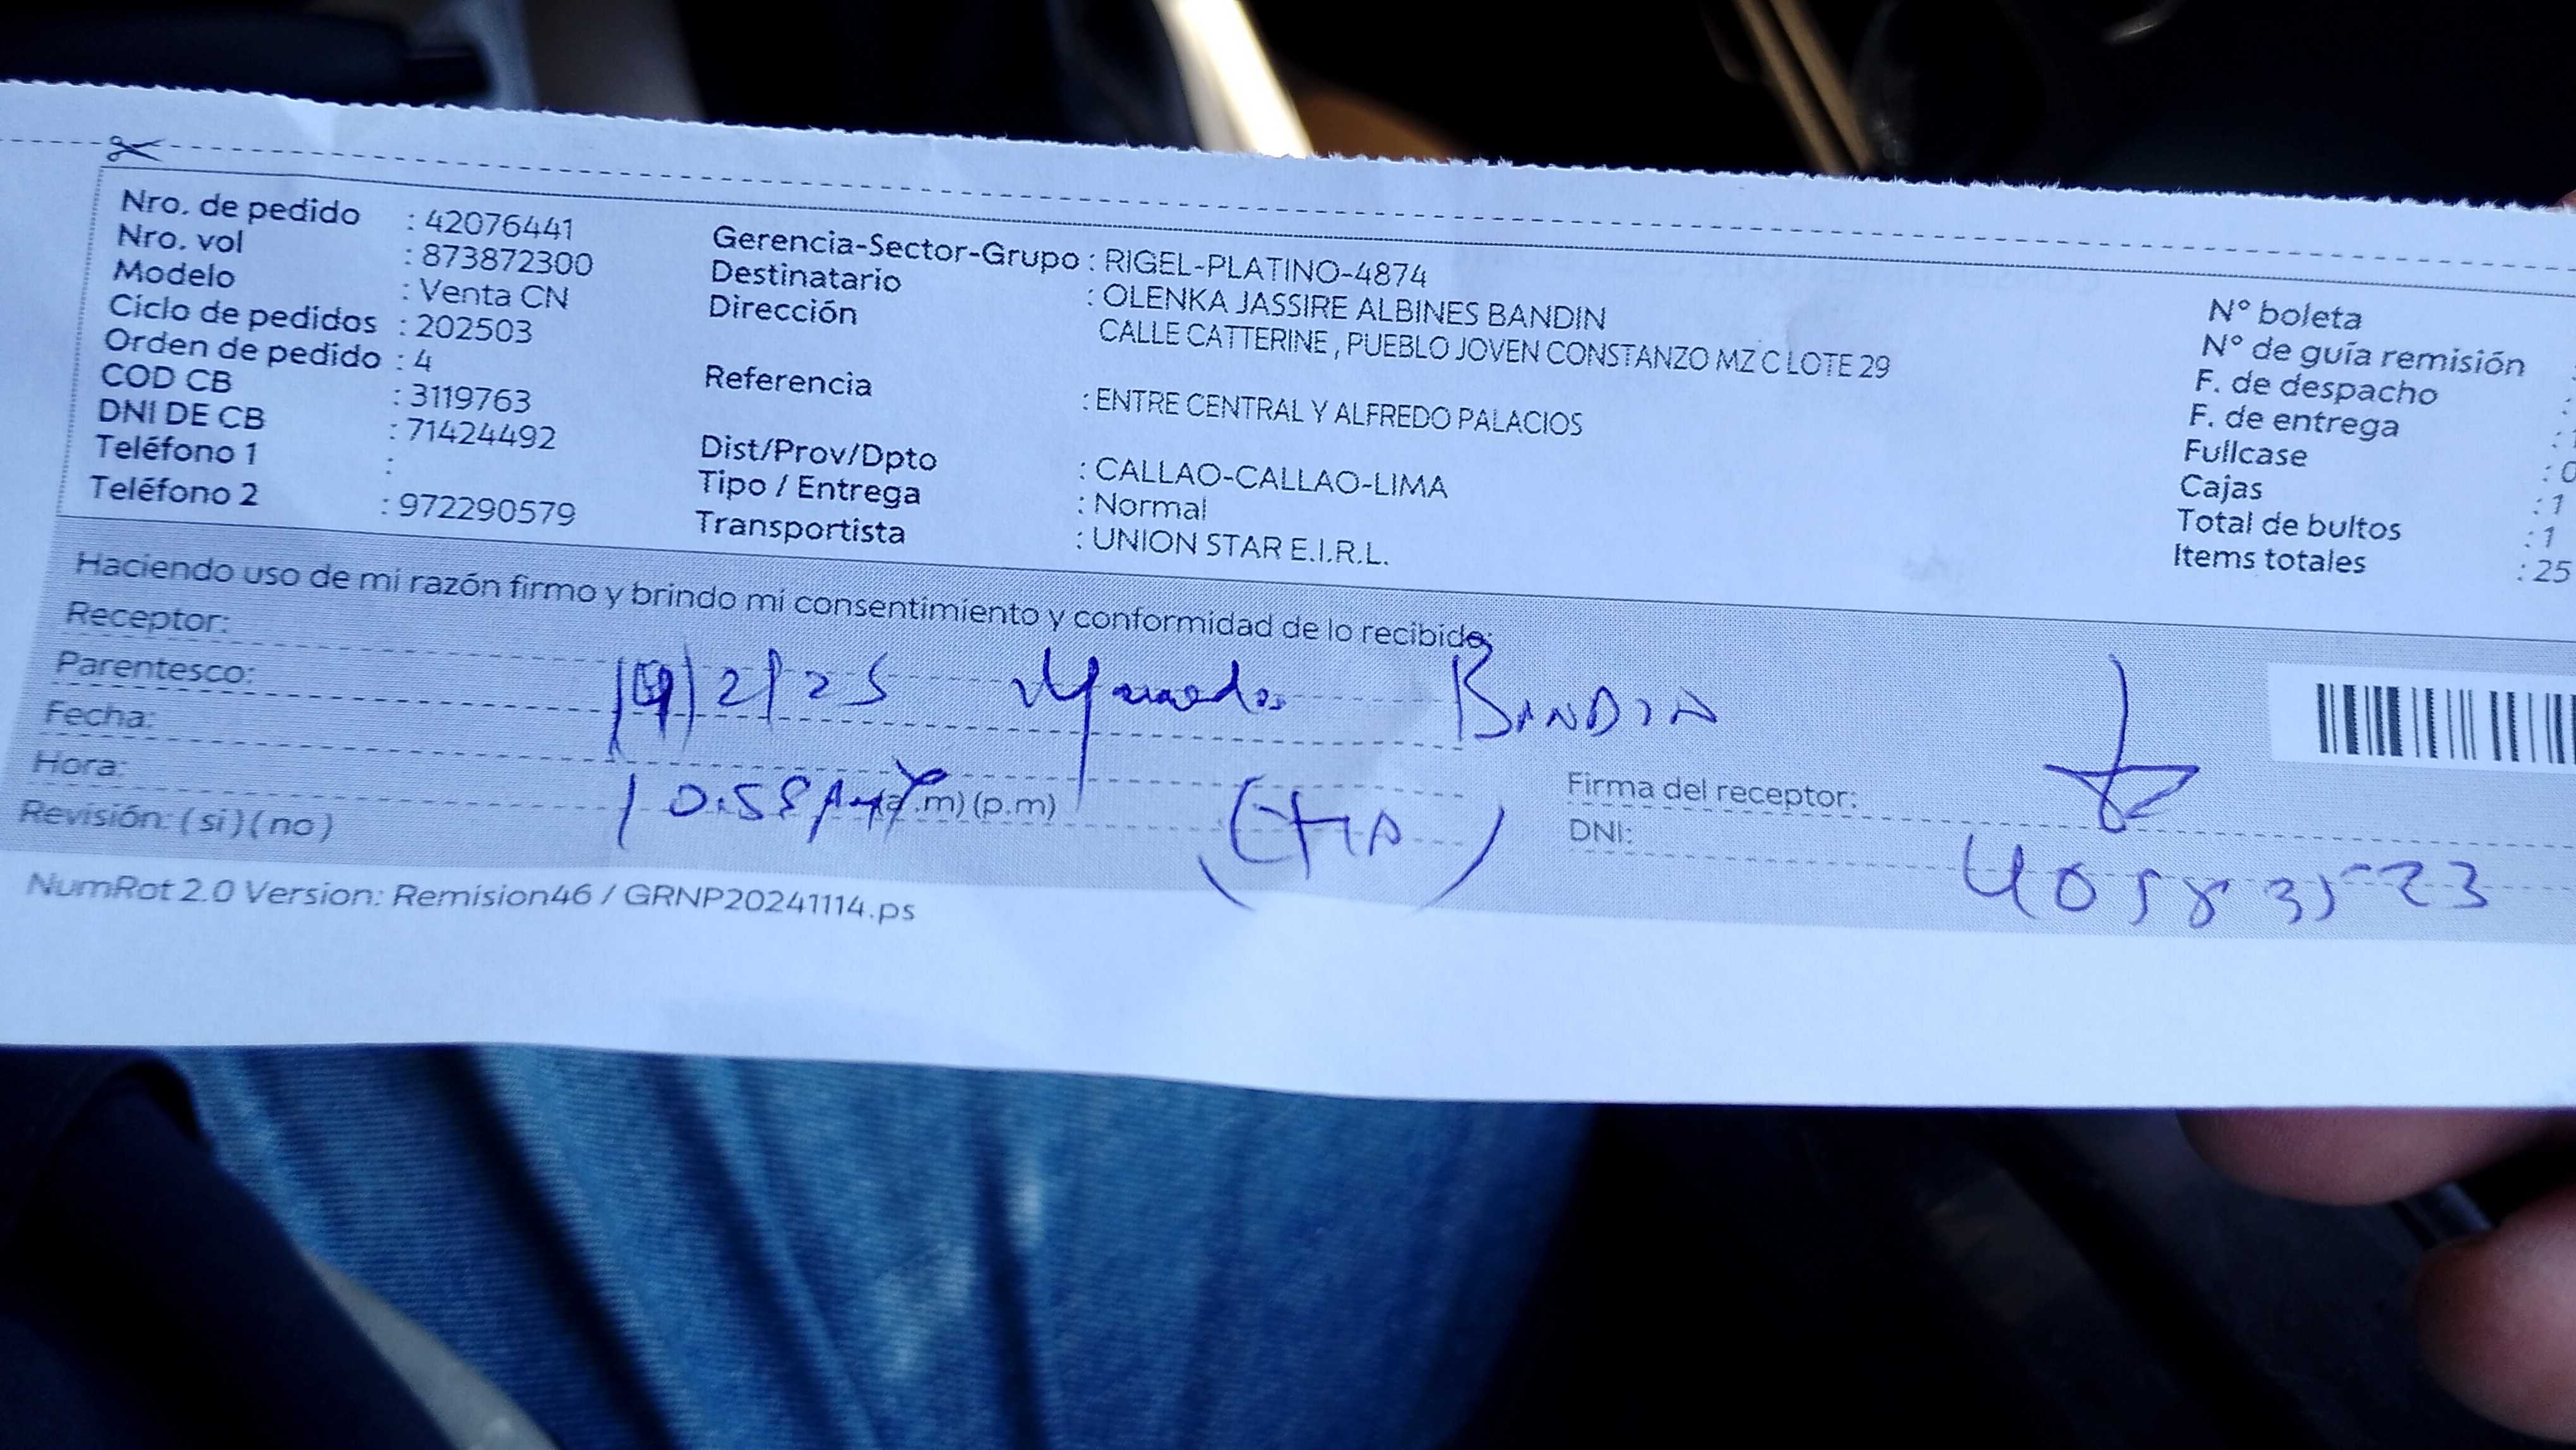 Nro. de pedido : 42076441
Nro. vol : 873872300
Modelo : Venta CN
Ciclo de pedidos : 202503
Orden de pedido : 4
COD CB : 3119763
DNI DE CB : 71424492
Teléfono 1 :
Teléfono 2 : 972290579
Gerencia-Sector-Grupo : RIGEL-PLATINO-4874
Destinatario : OLENKA JASSIRE ALBINES BANDIN
Dirección CALLE CATTERINE , PUEBLO JOVEN CONSTANZO MZ C LOTE 29
Referencia : ENTRE CENTRAL Y ALFREDO PALACIOS
Dist/Prov/Dpto : CALLAO-CALLAO-LIMA
Tipo / Entrega : Normal
Transportista : UNION STAR E.I.R.L.
N° boleta
N° de guía remisión :
F. de despacho :
F. de entrega :
Fullcase : 0
Cajas : 1
Total de bultos : 1
Items totales : 25
Haciendo uso de mi razón firmo y brindo mi consentimiento y conformidad de lo recibido:
Receptor:
Parentesco: BANDIN
Fecha:
Hora: 10:58 AM (a.m) (p.m) (TIA)
Revisión: ( si ) ( no )
Firma del receptor:
DNI:
NumRot 2.0 Version: Remision46 / GRNP20241114.ps